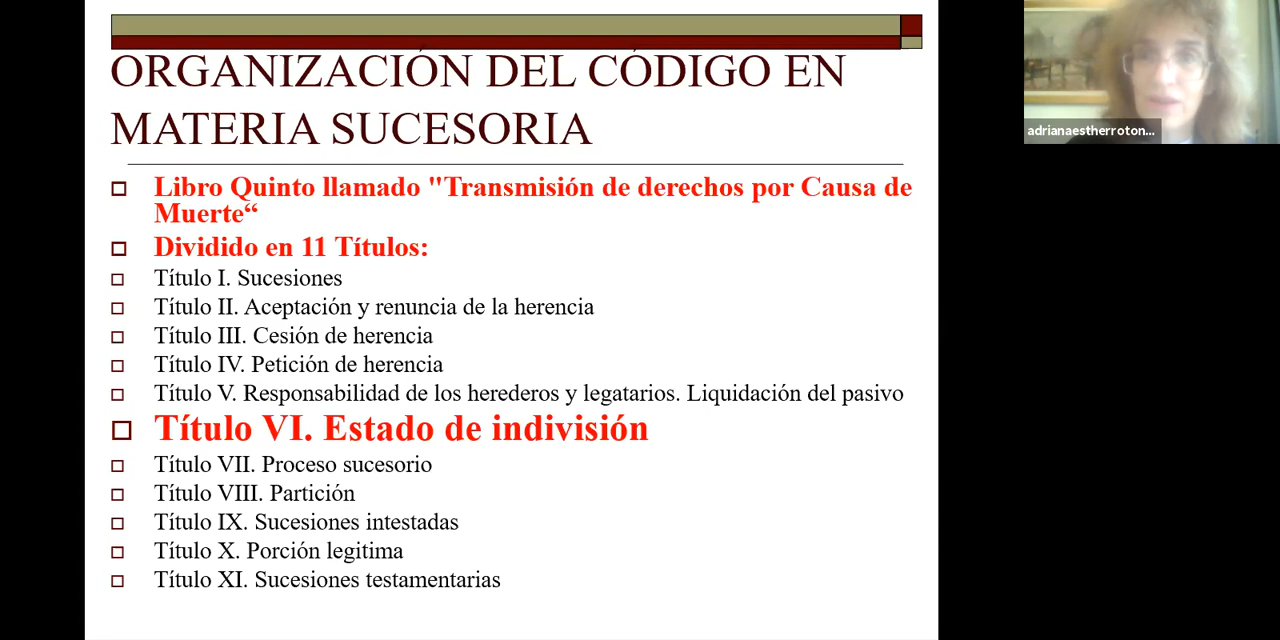 ORGANIZACIÓN DEL CÓDIGO EN
MATERIA SUCESORIA
Libro Quinto llamado "Transmisión de derechos por Causa de
Muerte“
Dividido en 11 Títulos:
Título I. Sucesiones
Título II. Aceptación y renuncia de la herencia
Título III. Cesión de herencia
Título IV. Petición de herencia
Título V. Responsabilidad de los herederos y legatarios. Liquidación del pasivo
Título VI. Estado de indivisión
Título VII. Proceso sucesorio
Título VIII. Partición
Título IX. Sucesiones intestadas
Título X. Porción legitima
Título XI. Sucesiones testamentarias
adrianaestherroton...